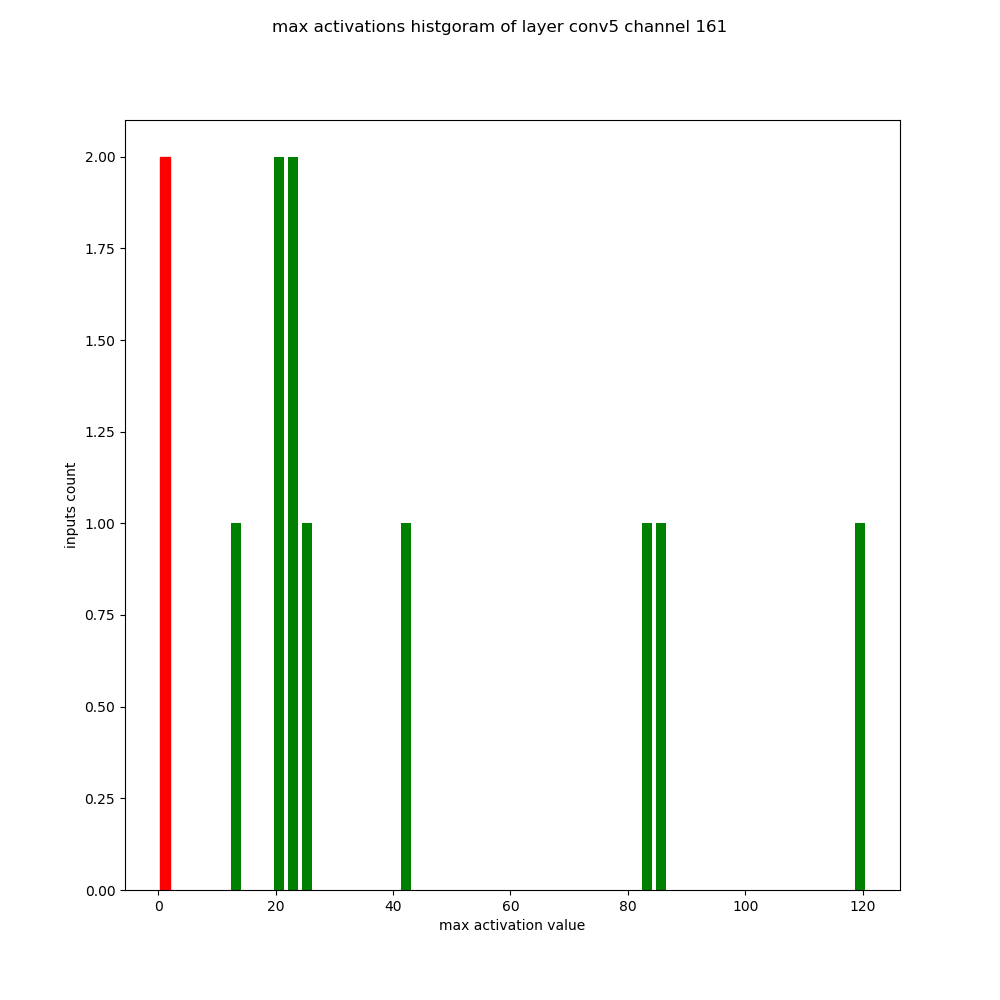 max activations histgoram of layer conv5 channel 161
2.00
1.75
1.50
1.25
1.00
0.75
0.50
0.25
0.00
inputs count
0 20 40 60 80 100 120
max activation value